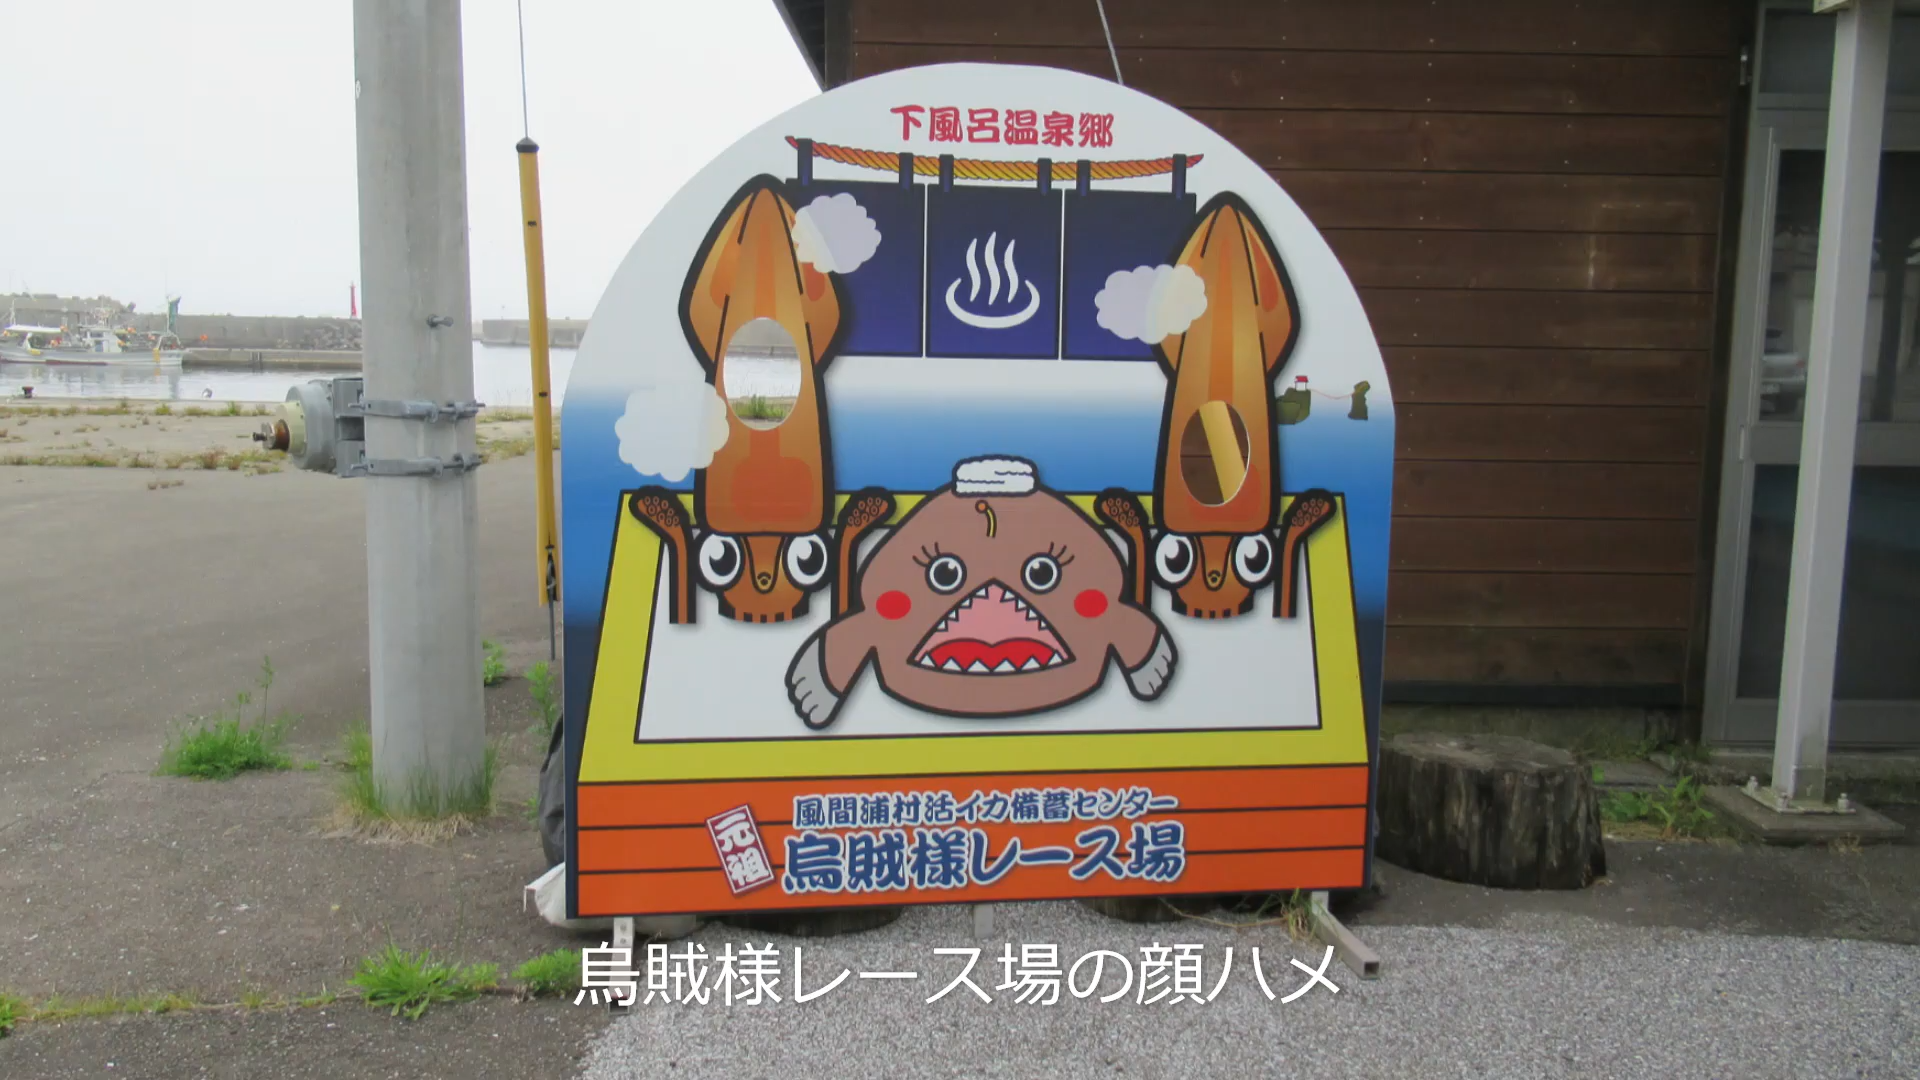 下風呂温泉郷
風間浦村活イカ備蓄センター
元祖
烏賊様レース場
烏賊様レース場の顔ハメ